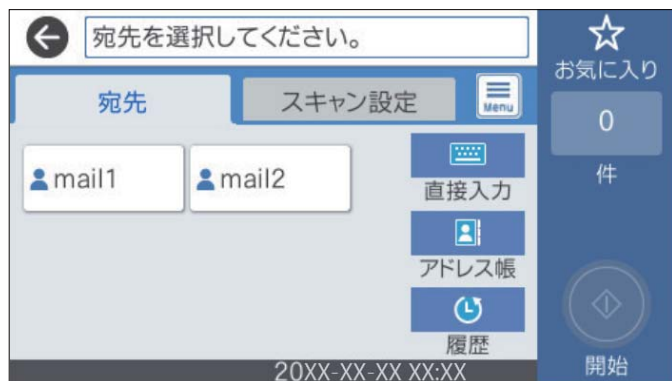 宛先を選択してください。
お気に入り
宛先
スキャン設定
Menu
0
件
mail1
mail2
直接入力
アドレス帳
履歴
開始
20XX-XX-XX XX:XX